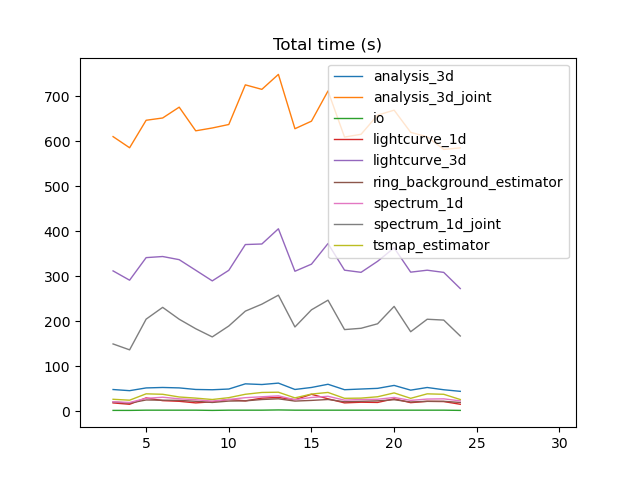 Total time (s)
700
600
500
400
300
200
100
0
5
10
15
20
25
30
analysis_3d
analysis_3d_joint
io
lightcurve_1d
lightcurve_3d
ring_background_estimator
spectrum_1d
spectrum_1d_joint
tsmap_estimator